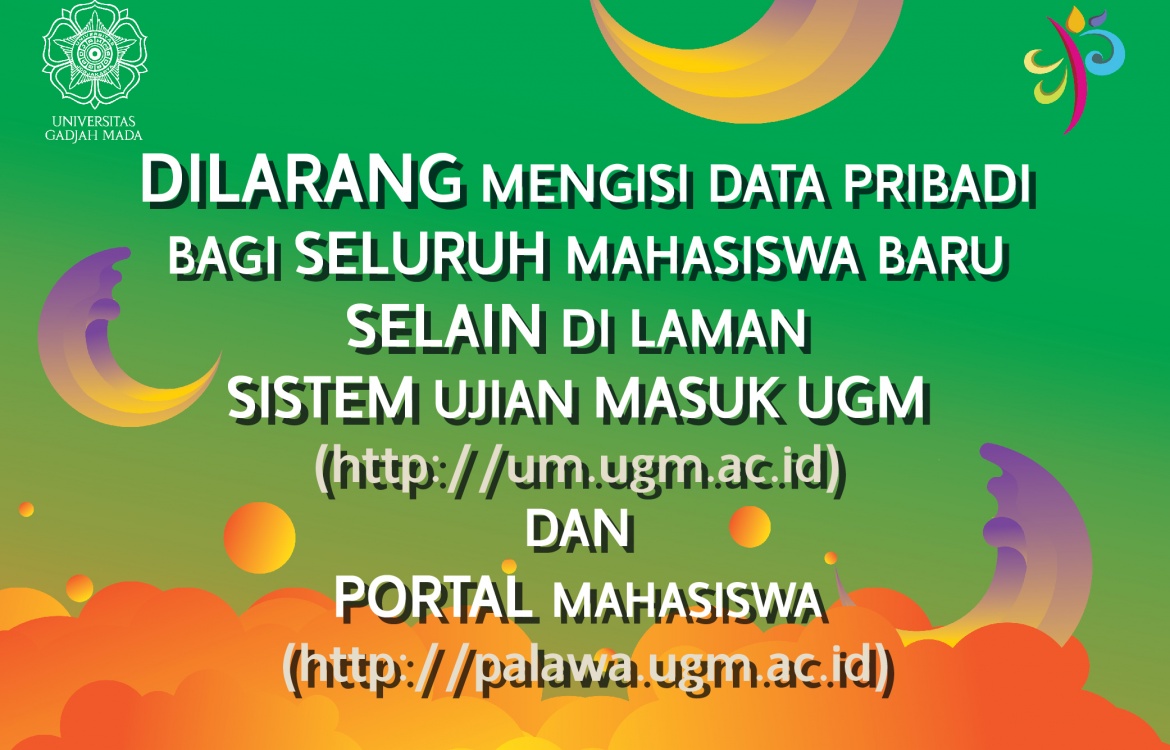 UNIVERSITAS
GADJAH MADA
DILARANG MENGISI DATA PRIBADI
BAGI SELURUH MAHASISWA BARU
SELAIN DI LAMAN
SISTEM UJIAN MASUK UGM
(http://um.ugm.ac.id)
DAN
PORTAL MAHASISWA
(http://palawa.ugm.ac.id)